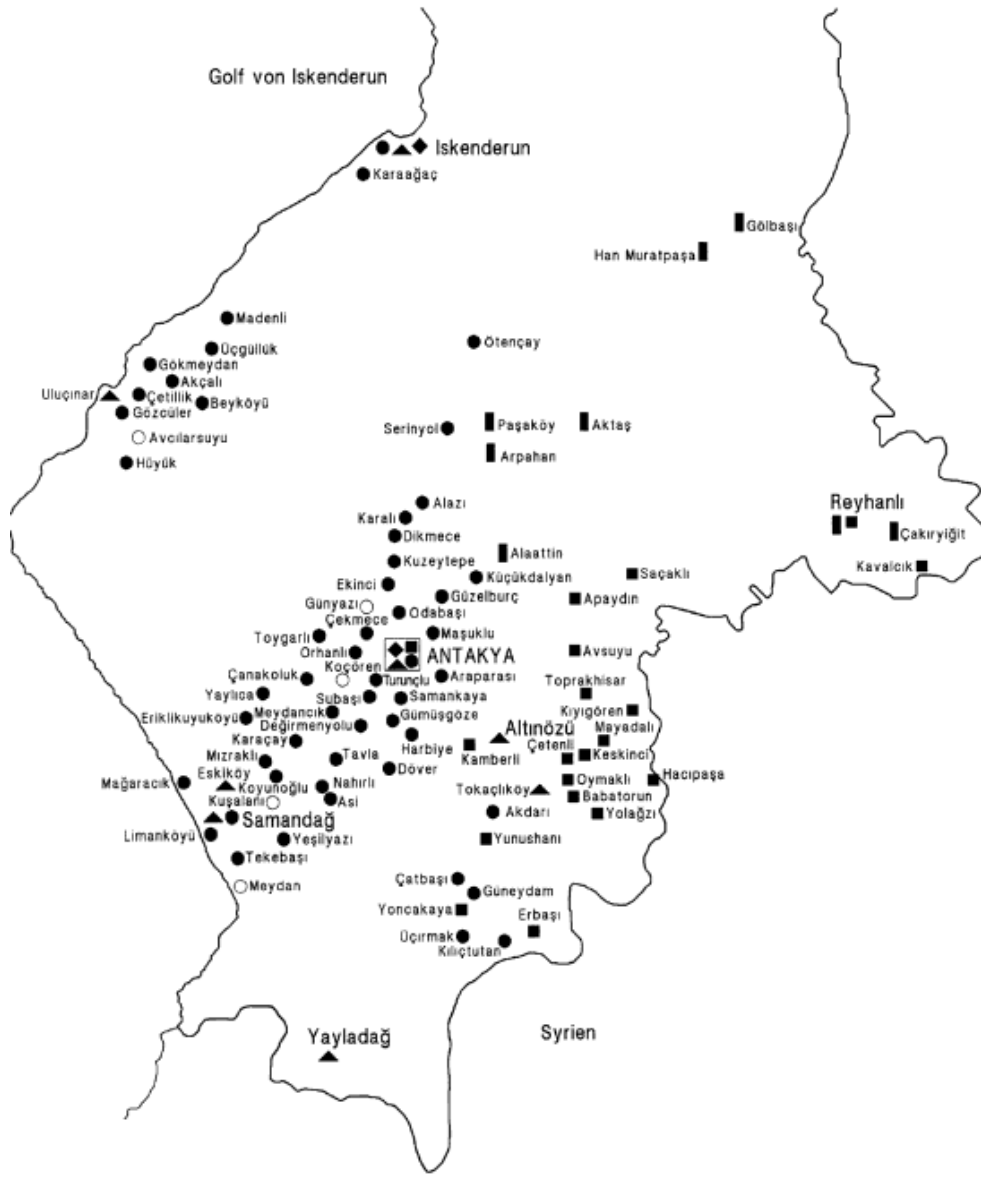 Golf von Iskenderun
Iskenderun
Karaağaç
Gölbaşı
Han Muratpaşa
Madenli
Ötençay
Üçgüllük
Gökmeydan
Akçalı
Uluçınar
Çetillik
Beyköyü
Gözcüler
Serinyol
Paşaköy
Aktaş
Avcılarsuyu
Arpahan
Hüyük
Alazı
Reyhanlı
Karali
Dikmece
Çakıryiğit
Alaattin
Kuzeytepe
Kavalcık
Saçaklı
Küçükdalyan
Ekinci
Güzelburç
Apaydın
Günyazı
Odabaşı
Çekmece
Toygarlı
Maşuklu
Orhanlı
ANTAKYA
Avsuyu
Koçören
Çanakoluk
Turunçlu
Araparası
Toprakhisar
Yaylıca
Subaşı
Samankaya
Kıyıgören
Eriklikuyuköyü
Meydancık
Gümüşgöze
Değirmenyolu
Altınözü
Mayadalı
Karaçay
Harbiye
Çetenli
Kamberli
Keskinci
Mızraklı
Tavla
Döver
Eskiköy
Mağaracık
Koyunoğlu
Nahırlı
Tokaçlıköy
Oymaklı
Hacıpaşa
Kuşalanı
Asi
Babatorun
Samandağ
Akdarı
Yolağzı
Limanköyü
Yeşilyazı
Yunushanı
Tekebaşı
Çatbaşı
Meydan
Güneydam
Yoncakaya
Erbaşı
Üçırmak
Kılıçtutan
Yayladağ
Syrien